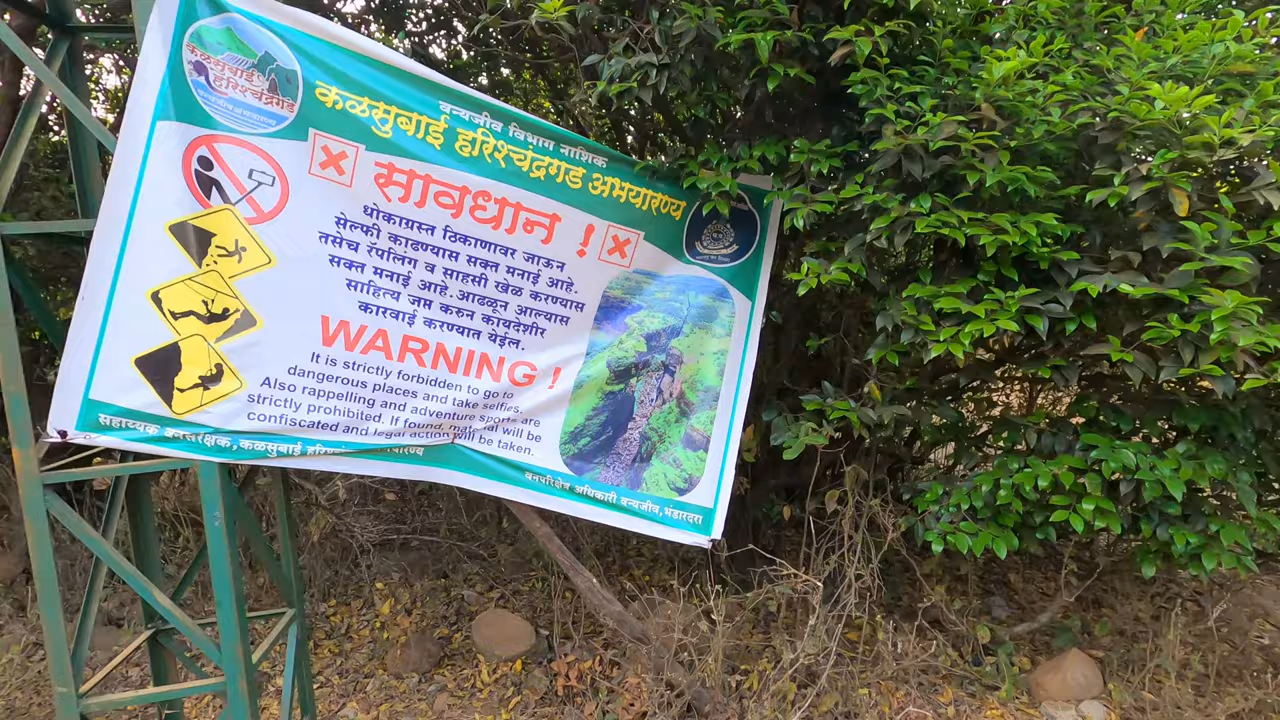 कळसुबाई
हरिश्चंद्रगड
वन्यजीव अभयारण्य
वन्यजीव विभाग नाशिक
कळसुबाई हरिश्चंद्रगड अभयारण्य
सावधान !
धोकाग्रस्त ठिकाणावर जाऊन
सेल्फी काढण्यास सक्त मनाई आहे.
तसेच रॅपलिंग व साहसी खेळ करण्यास
सक्त मनाई आहे. आढळून आल्यास
साहित्य जप्त करुन कायदेशीर
कारवाई करण्यात येईल.
WARNING !
It is strictly forbidden to go to
dangerous places and take selfies.
Also rappelling and adventure sports are
strictly prohibited. If found, will be
confiscated and legal action will be taken.
सहाय्यक वनसंरक्षक, कळसुबाई
वनपरिक्षेत्र अधिकारी वन्यजीव, भंडारदरा